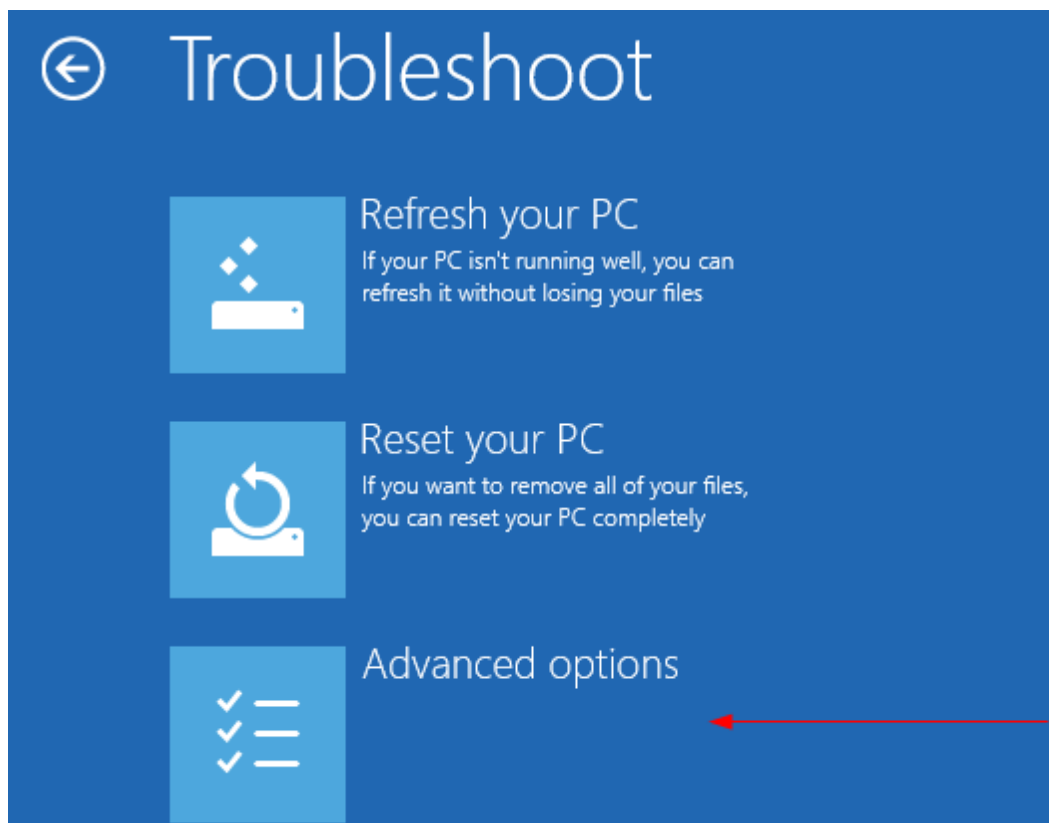 Troubleshoot
Refresh your PC
If your PC isn't running well, you can
refresh it without losing your files
Reset your PC
If you want to remove all of your files,
you can reset your PC completely
Advanced options